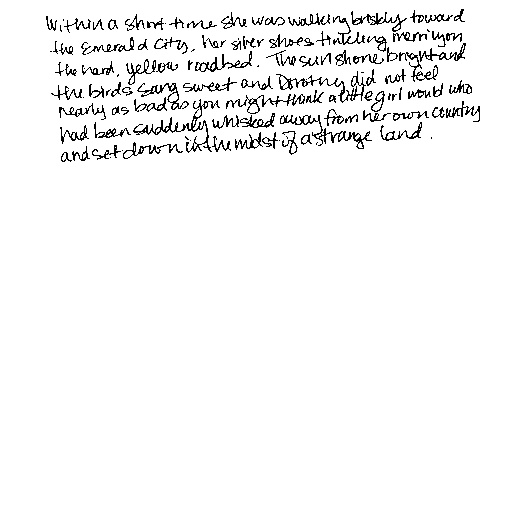 Within a short time she was walking briskly toward
the Emerald City, her silver shoes tinkling merrily on
the hard, yellow roadbed. The sun shone bright and
the birds sang sweet and Dorothy did not feel
nearly as bad as you might think a little girl would who
had been suddenly whisked away from her own country
and set down in the midst of a strange land.